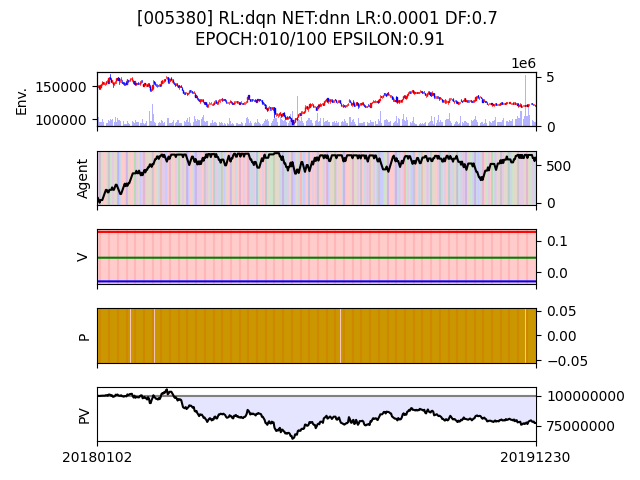 [005380] RL:dqn NET:dnn LR:0.0001 DF:0.7
EPOCH:010/100 EPSILON:0.91
1e6
Env.
150000
100000
5
0
Agent
500
0
V
0.1
0.0
P
0.05
0.00
−0.05
PV
100000000
75000000
20180102
20191230